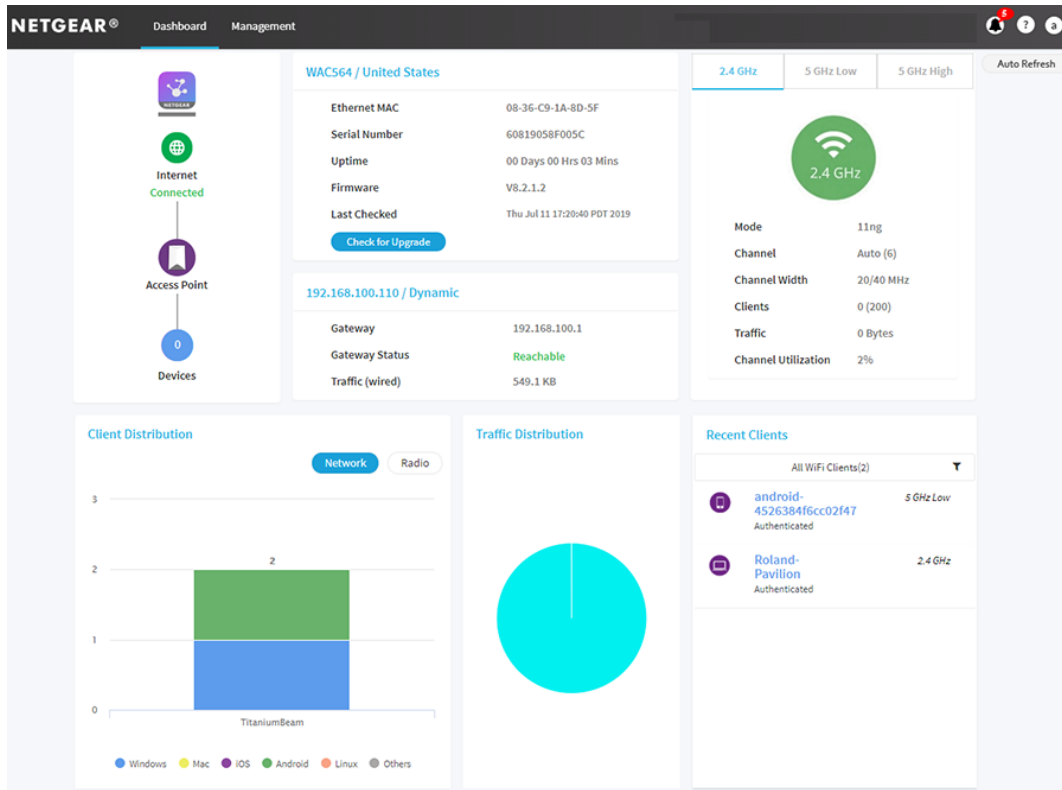 NETGEAR® Dashboard Management 5 ? a
Auto Refresh
NETGEAR
Internet
Connected
Access Point
0
Devices
WAC564 / United States
Ethernet MAC 08-36-C9-1A-8D-5F
Serial Number 60819058F005C
Uptime 00 Days 00 Hrs 03 Mins
Firmware V8.2.1.2
Last Checked Thu Jul 11 17:20:40 PDT 2019
Check for Upgrade
192.168.100.110 / Dynamic
Gateway 192.168.100.1
Gateway Status Reachable
Traffic (wired) 549.1 KB
2.4 GHz 5 GHz Low 5 GHz High
2.4 GHz
Mode 11ng
Channel Auto (6)
Channel Width 20/40 MHz
Clients 0 (200)
Traffic 0 Bytes
Channel Utilization 2%
Client Distribution
Network Radio
3
2
2
1
0
TitaniumBeam
Windows Mac iOS Android Linux Others
Traffic Distribution
Recent Clients
All WiFi Clients(2)
android-
4526384f6cc02f47
5 GHz Low
Authenticated
Roland-
Pavilion
2.4 GHz
Authenticated